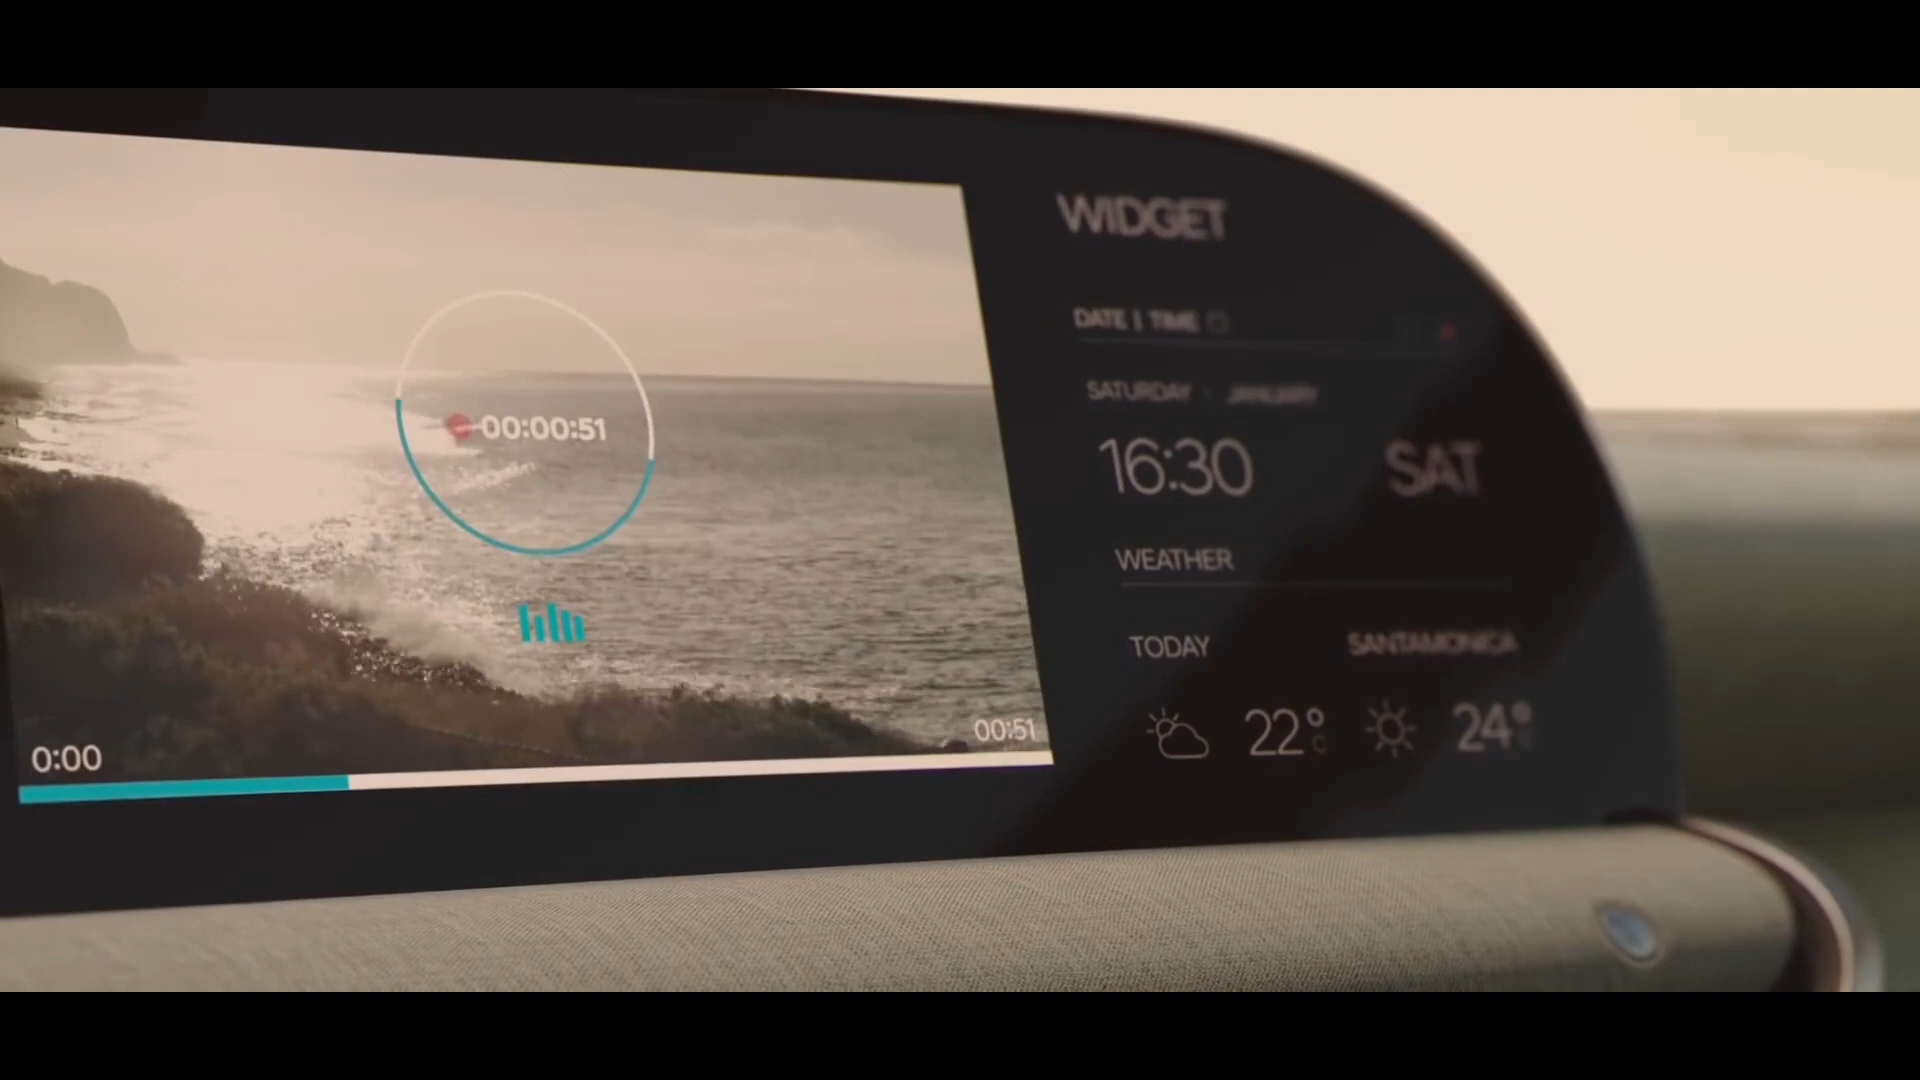 WIDGET
DATE | TIME
SATURDAY - JANUARY
16:30 SAT
WEATHER
TODAY SANTAMONICA
22°C 24°
00:00:51
0:00 00:51